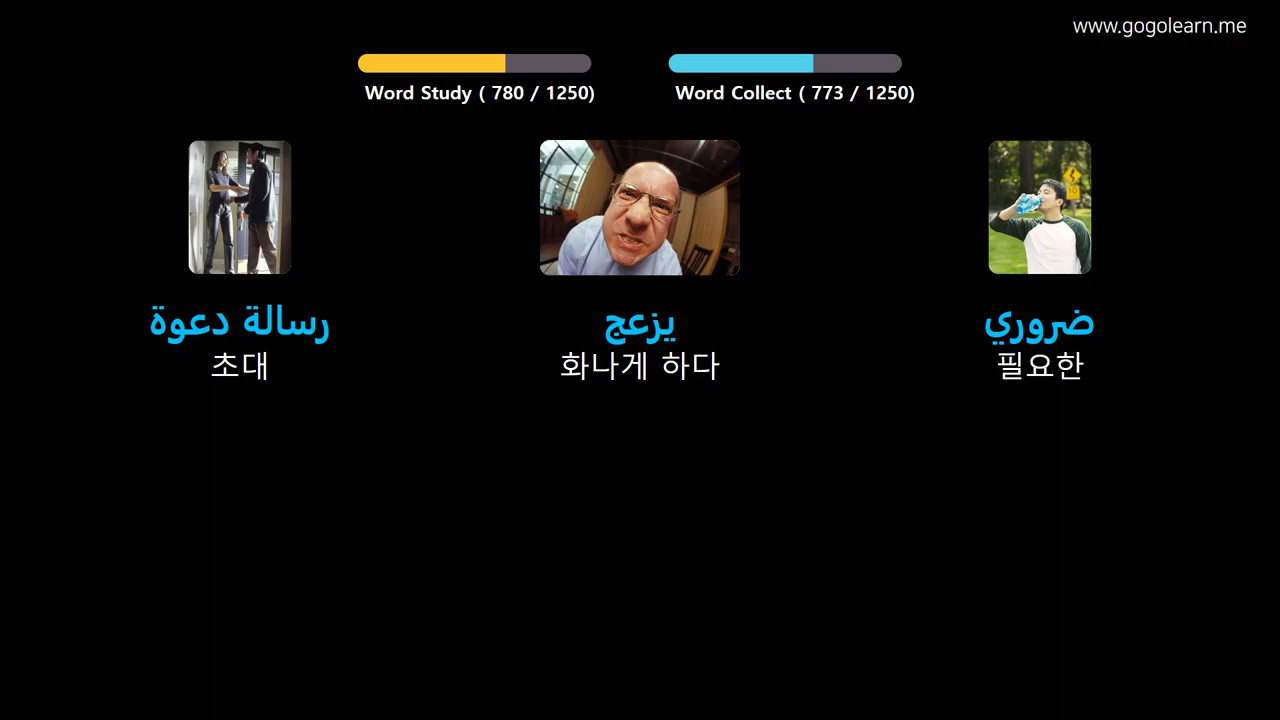 www.gogolearn.me
Word Study ( 780 / 1250)
Word Collect ( 773 / 1250)
رسالة دعوة
초대
يزعج
화나게 하다
ضروري
필요한